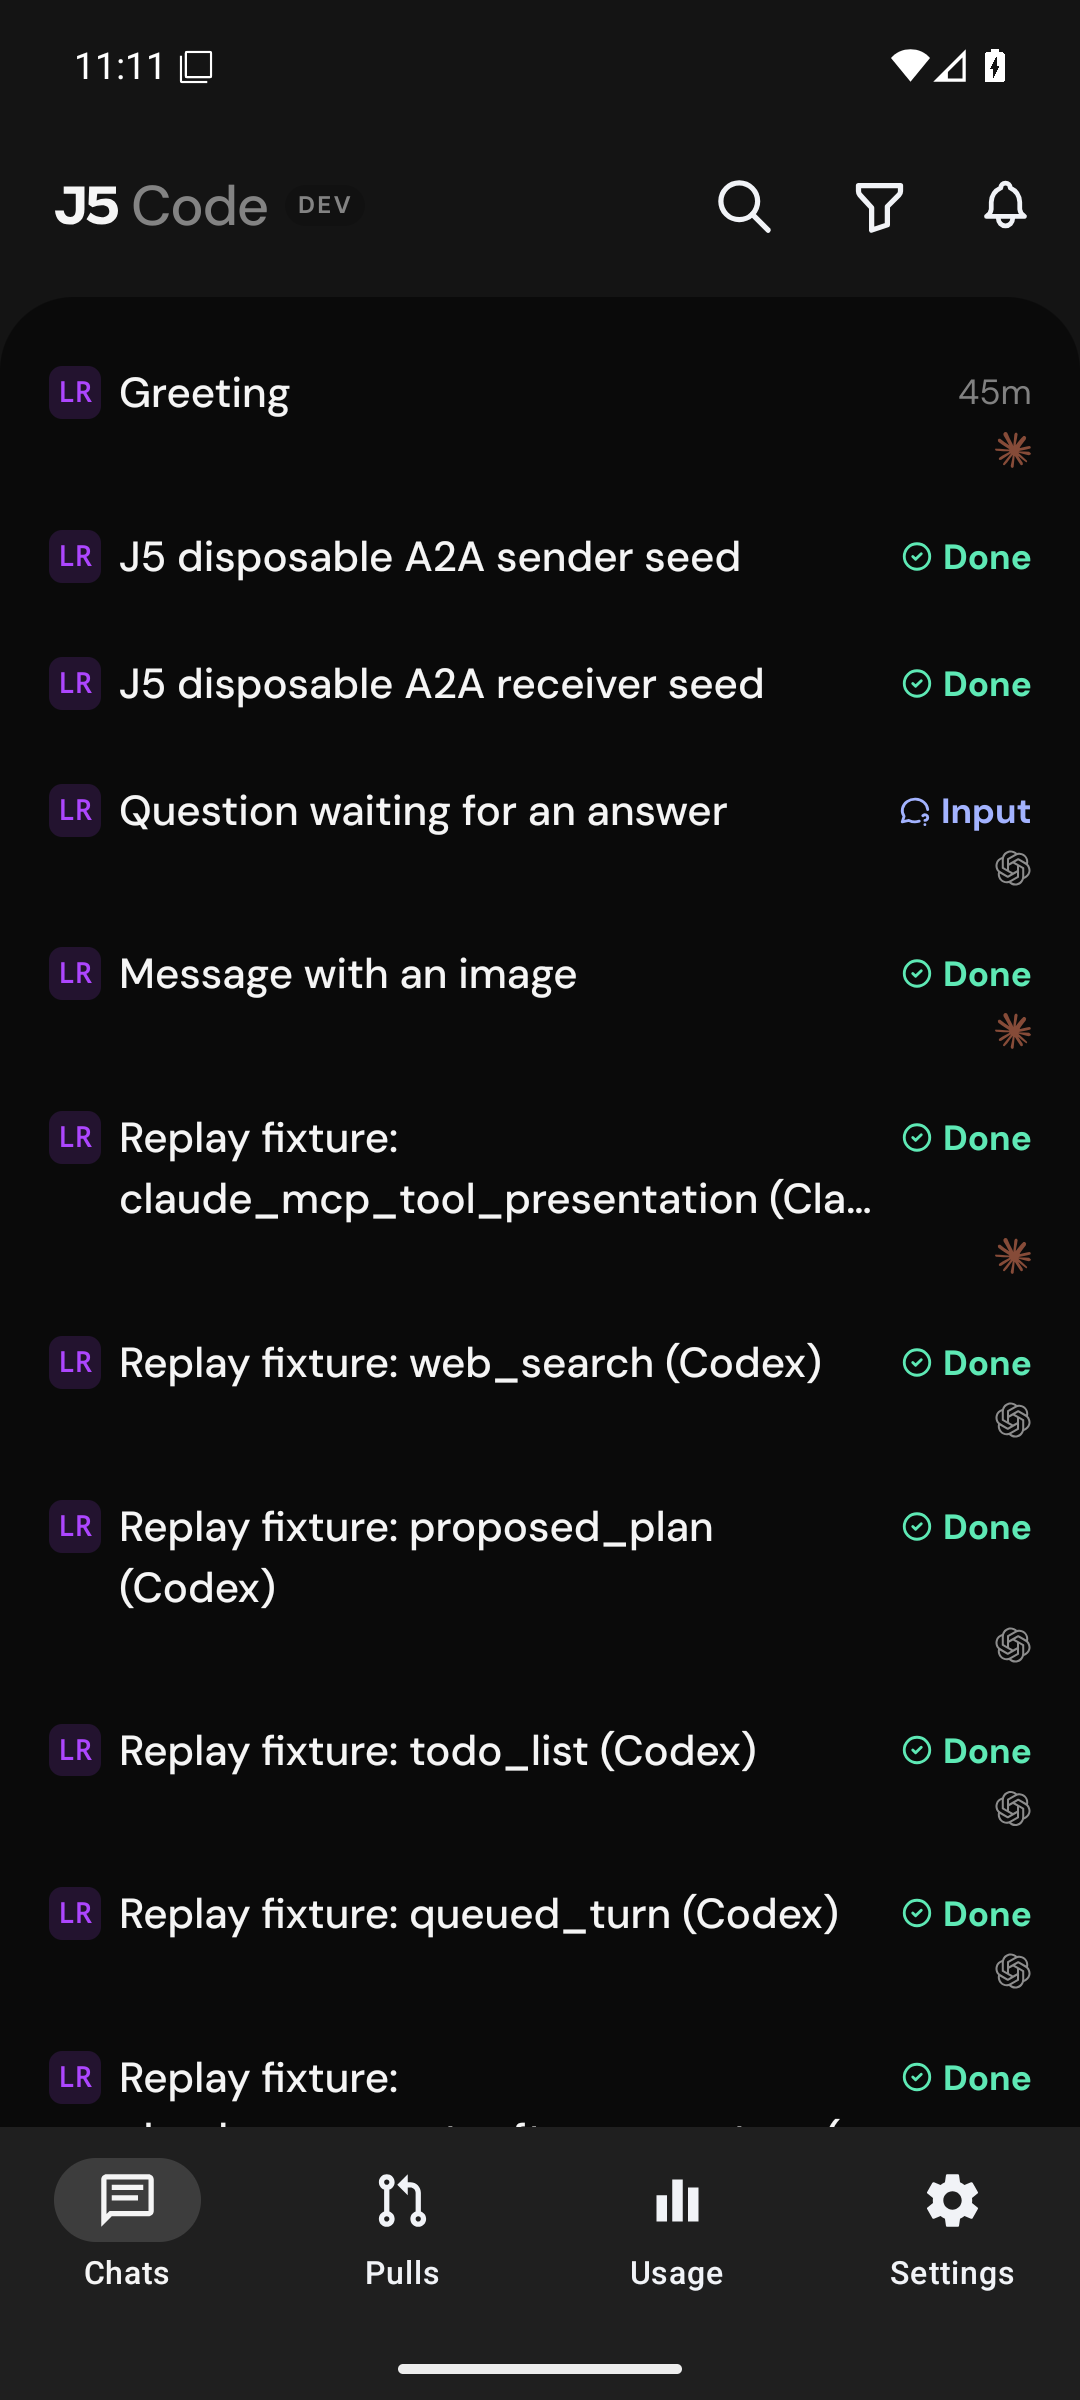 11:11
J5 Code DEV
LR Greeting 45m
LR J5 disposable A2A sender seed Done
LR J5 disposable A2A receiver seed Done
LR Question waiting for an answer Input
LR Message with an image Done
LR Replay fixture: Done
claude_mcp_tool_presentation (Cla...
LR Replay fixture: web_search (Codex) Done
LR Replay fixture: proposed_plan Done
(Codex)
LR Replay fixture: todo_list (Codex) Done
LR Replay fixture: queued_turn (Codex) Done
LR Replay fixture: Done
Chats Pulls Usage Settings